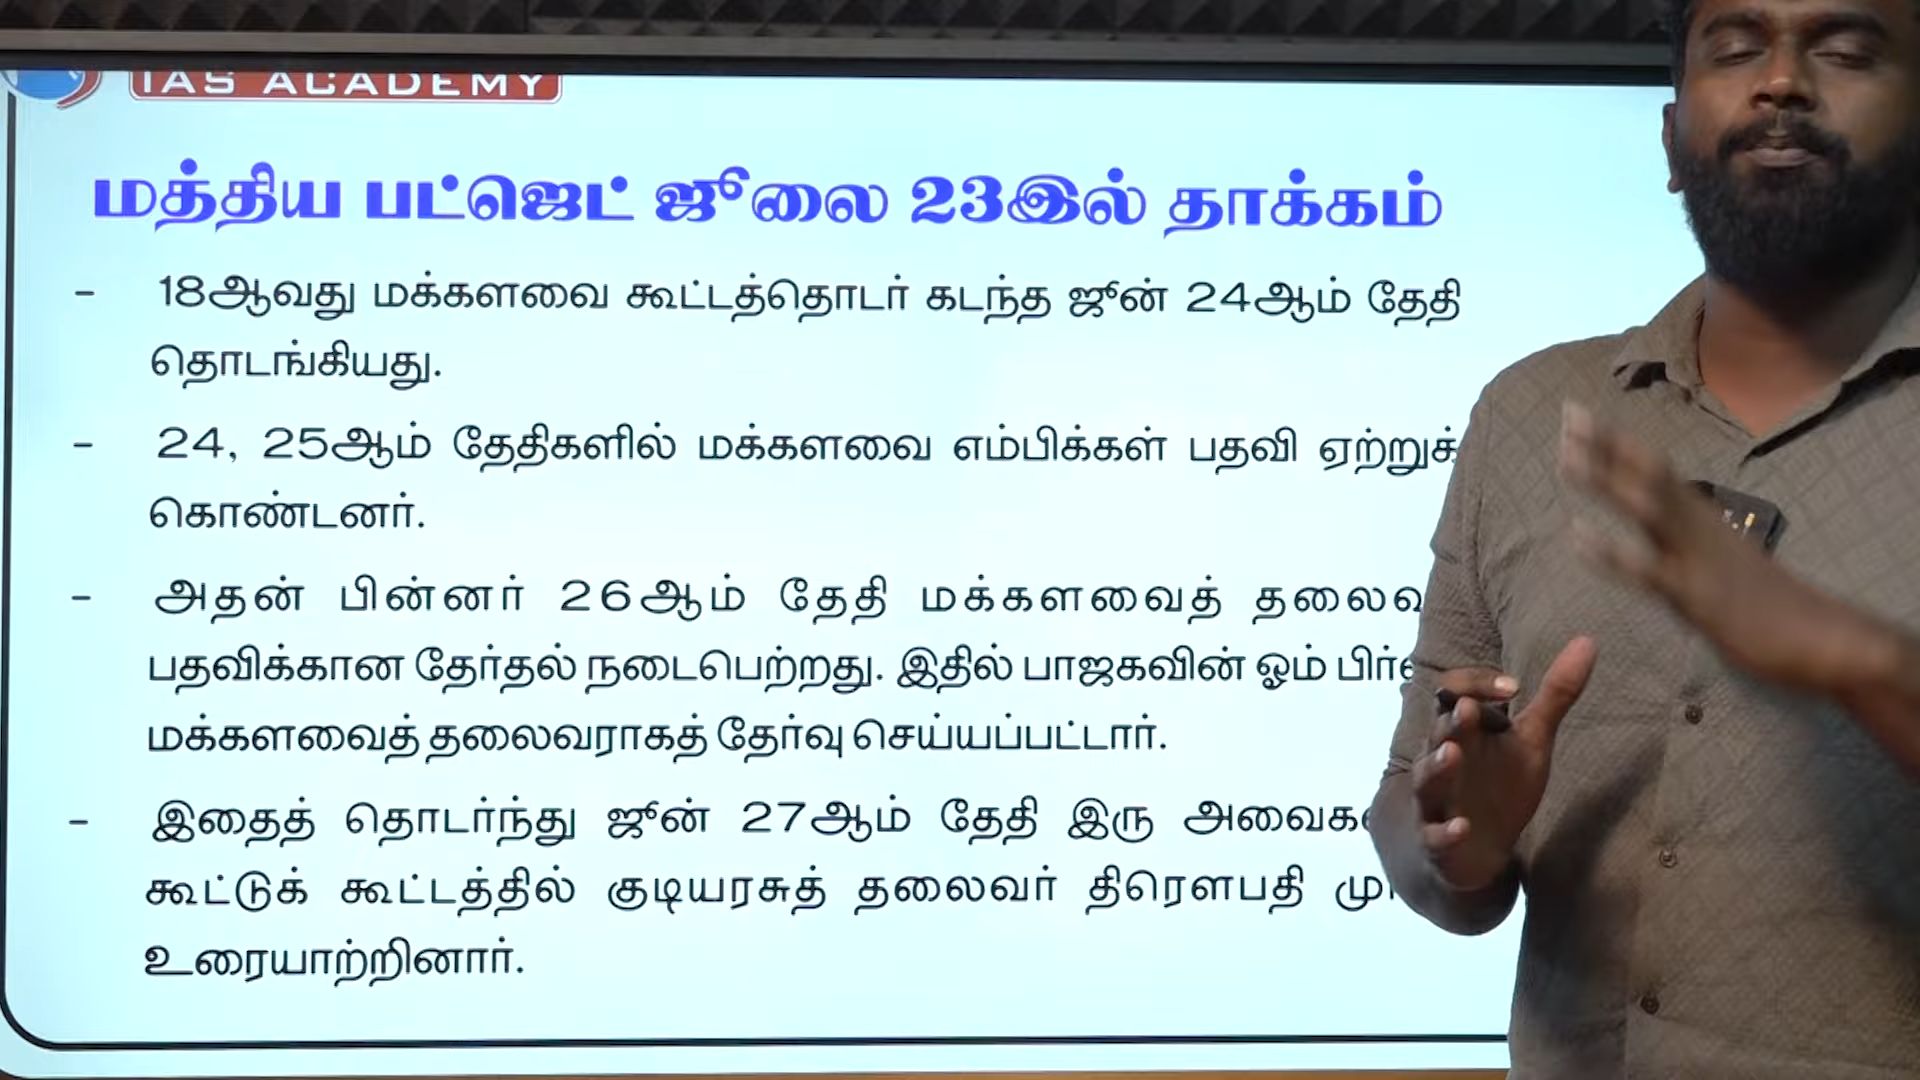 IAS ACADEMY
மத்திய பட்ஜெட் ஜூலை 23இல் தாக்கம்
- 18ஆவது மக்களவை கூட்டத்தொடர் கடந்த ஜூன் 24ஆம் தேதி
தொடங்கியது.
- 24, 25ஆம் தேதிகளில் மக்களவை எம்பிக்கள் பதவி ஏற்றுக்
கொண்டனர்.
- அதன் பின்னர் 26ஆம் தேதி மக்களவைத்
பதவிக்கான தேர்தல் நடைபெற்றது. இதில் பாஜகவின் ஓம்
மக்களவைத் தலைவராகத் தேர்வு செய்யப்பட்டார்.
- இதைத் தொடர்ந்து ஜூன் 27ஆம் தேதி இரு
கூட்டுக் கூட்டத்தில் குடியரசுத் தலைவர் திரௌபதி
உரையாற்றினார்.